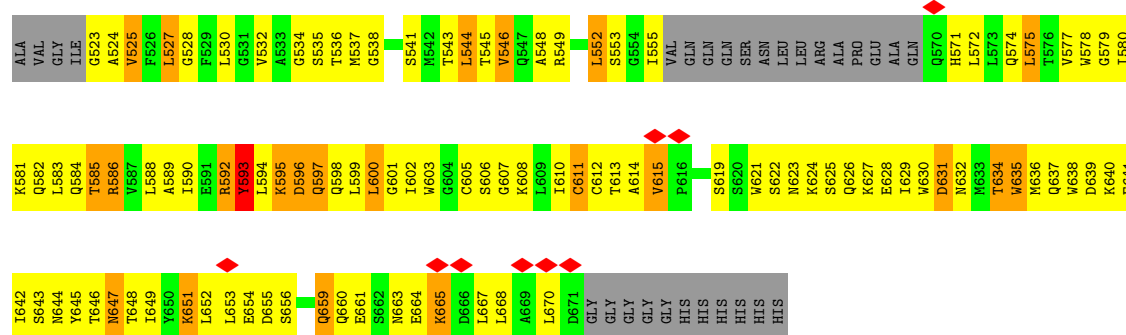 ALA VAL GLY ILE G523 A524 V525 F526 L527 G528 F529 L530 G531 V532 A533 G534 S535 T536 M537 G538 S541 M542 T543 L544 T545 V546 Q547 A548 R549 L552 S553 G554 I555 VAL GLN GLN GLN SER ASN LEU LEU ARG ALA PRO GLU ALA GLN Q570 H571 L572 L573 Q574 L575 T576 V577 W578 G579 I580
K581 Q582 L583 Q584 T585 R586 V587 L588 A589 I590 E591 R592 Y593 L594 K595 D596 Q597 Q598 L599 L600 G601 I602 W603 G604 C605 S606 G607 K608 L609 I610 C611 C612 T613 A614 V615 P616 S619 S620 W621 S622 N623 K624 S625 Q626 K627 E628 I629 W630 D631 N632 M633 T634 W635 M636 Q637 W638 D639 K640
I642 S643 N644 Y645 T646 N647 T648 I649 Y650 K651 L652 L653 E654 D655 S656 Q659 Q660 E661 S662 N663 E664 K665 D666 L667 L668 A669 L670 D671 GLY GLY GLY GLY GLY HIS HIS HIS HIS HIS HIS